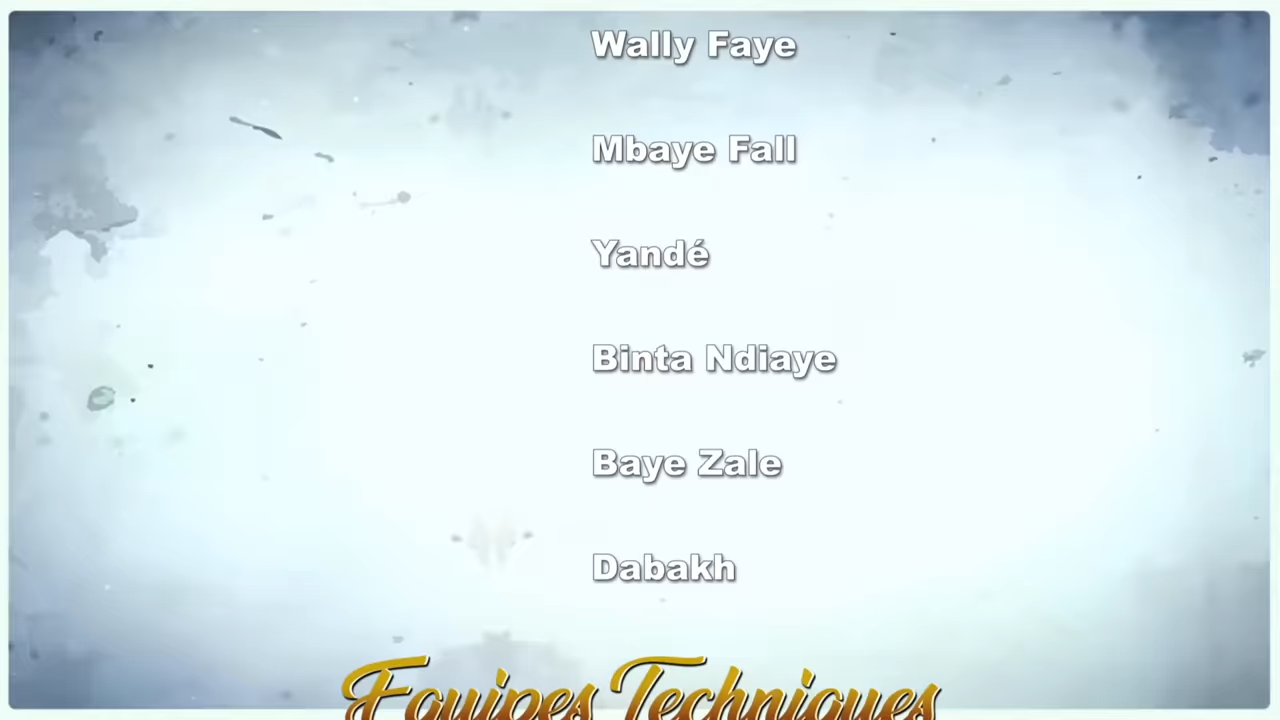 Wally Faye
Mbaye Fall
Yandé
Binta Ndiaye
Baye Zale
Dabakh
Equipes Techniques